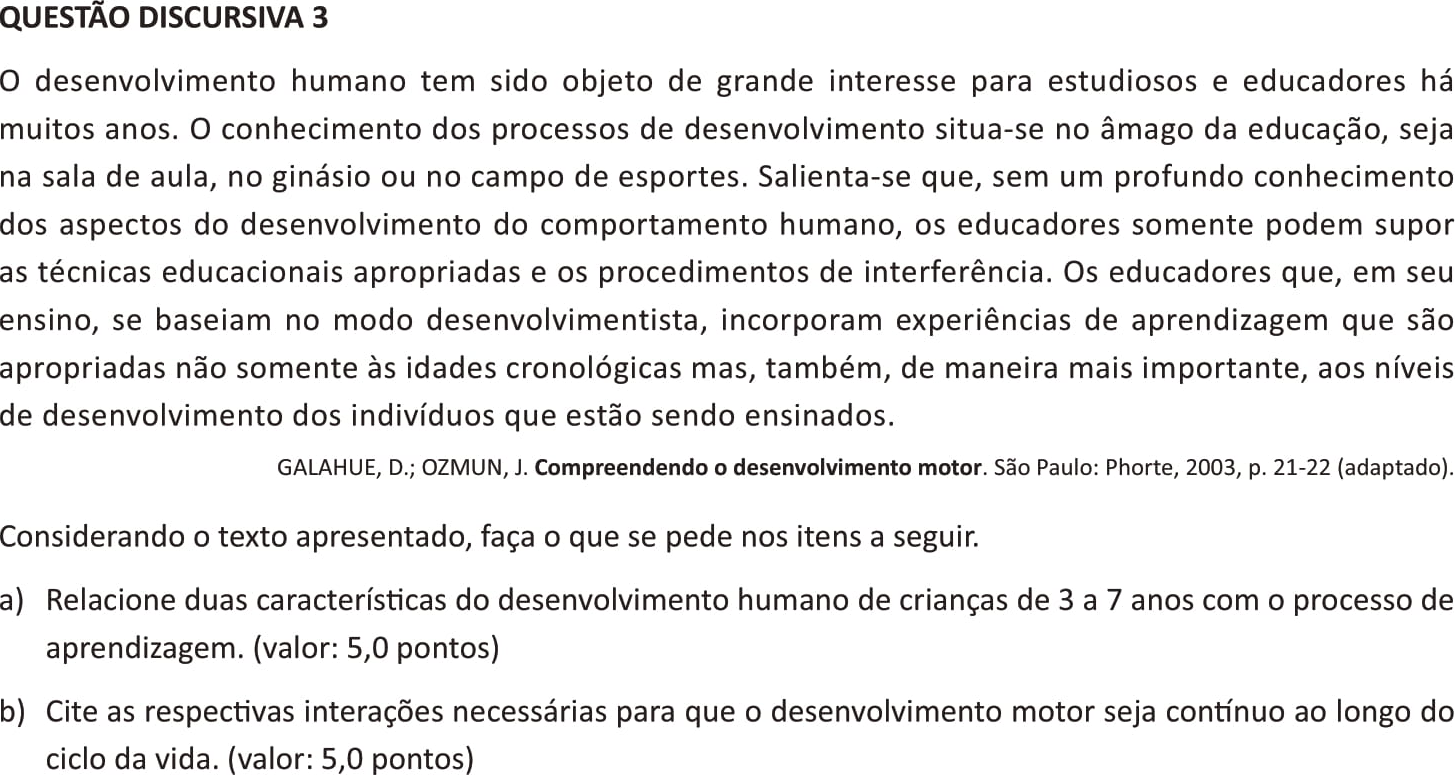 QUESTÃO DISCURSIVA 3
O desenvolvimento humano tem sido objeto de grande interesse para estudiosos e educadores há
muitos anos. O conhecimento dos processos de desenvolvimento situa-se no âmago da educação, seja
na sala de aula, no ginásio ou no campo de esportes. Salienta-se que, sem um profundo conhecimento
dos aspectos do desenvolvimento do comportamento humano, os educadores somente podem supor
as técnicas educacionais apropriadas e os procedimentos de interferência. Os educadores que, em seu
ensino, se baseiam no modo desenvolvimentista, incorporam experiências de aprendizagem que são
apropriadas não somente às idades cronológicas mas, também, de maneira mais importante, aos níveis
de desenvolvimento dos indivíduos que estão sendo ensinados.
GALAHUE, D.; OZMUN, J. Compreendendo o desenvolvimento motor. São Paulo: Phorte, 2003, p. 21-22 (adaptado).
Considerando o texto apresentado, faça o que se pede nos itens a seguir.
a) Relacione duas características do desenvolvimento humano de crianças de 3 a 7 anos com o processo de
aprendizagem. (valor: 5,0 pontos)
b) Cite as respectivas interações necessárias para que o desenvolvimento motor seja contínuo ao longo do
ciclo da vida. (valor: 5,0 pontos)